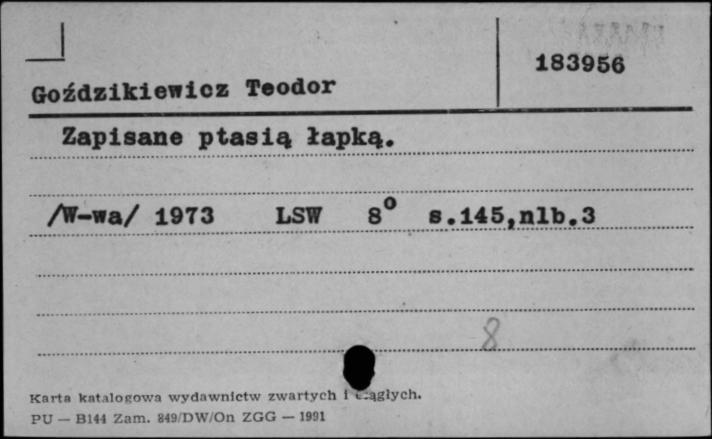 183956
Goździkiewicz Teodor
Zapisane ptasią łapką.
/W-wa/ 1973 LSW 8° s.145,nlb.3
8
Karta katalogowa wydawnictw zwartych i ciągłych.
PU — B144 Zam. 849/DW/On ZGG — 1991